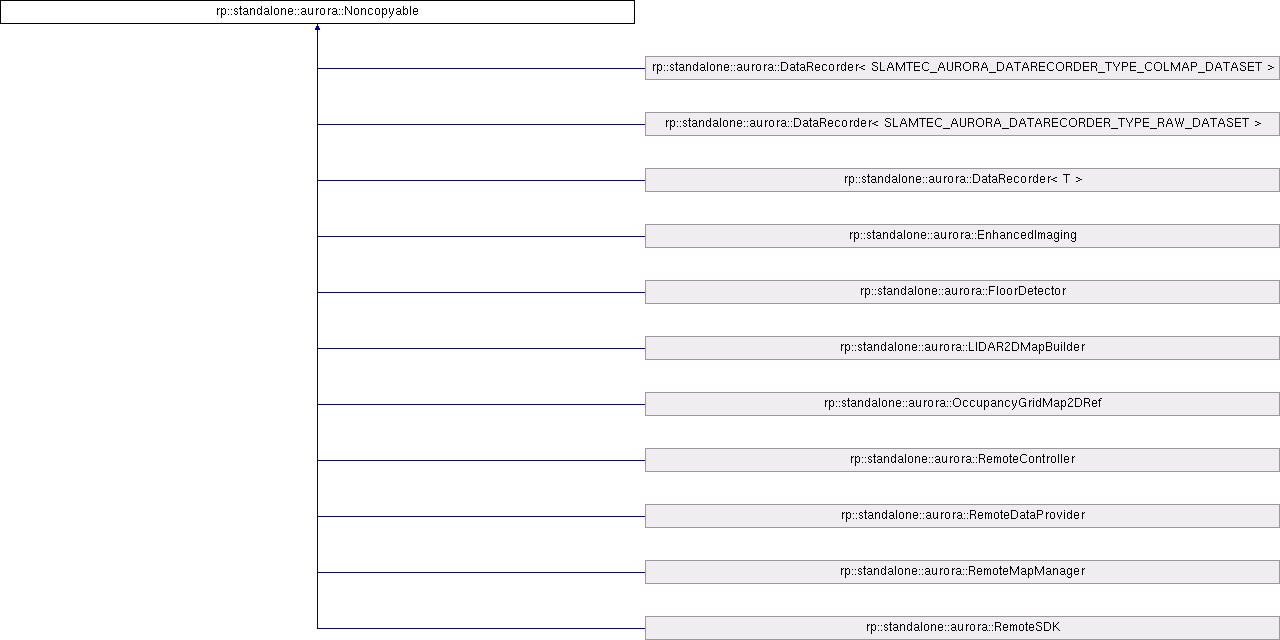 rp::standalone::aurora::Noncopyable
rp::standalone::aurora::DataRecorder< SLAMTEC_AURORA_DATARECORDER_TYPE_COLMAP_DATASET >
rp::standalone::aurora::DataRecorder< SLAMTEC_AURORA_DATARECORDER_TYPE_RAW_DATASET >
rp::standalone::aurora::DataRecorder< T >
rp::standalone::aurora::EnhancedImaging
rp::standalone::aurora::FloorDetector
rp::standalone::aurora::LIDAR2DMapBuilder
rp::standalone::aurora::OccupancyGridMap2DRef
rp::standalone::aurora::RemoteController
rp::standalone::aurora::RemoteDataProvider
rp::standalone::aurora::RemoteMapManager
rp::standalone::aurora::RemoteSDK